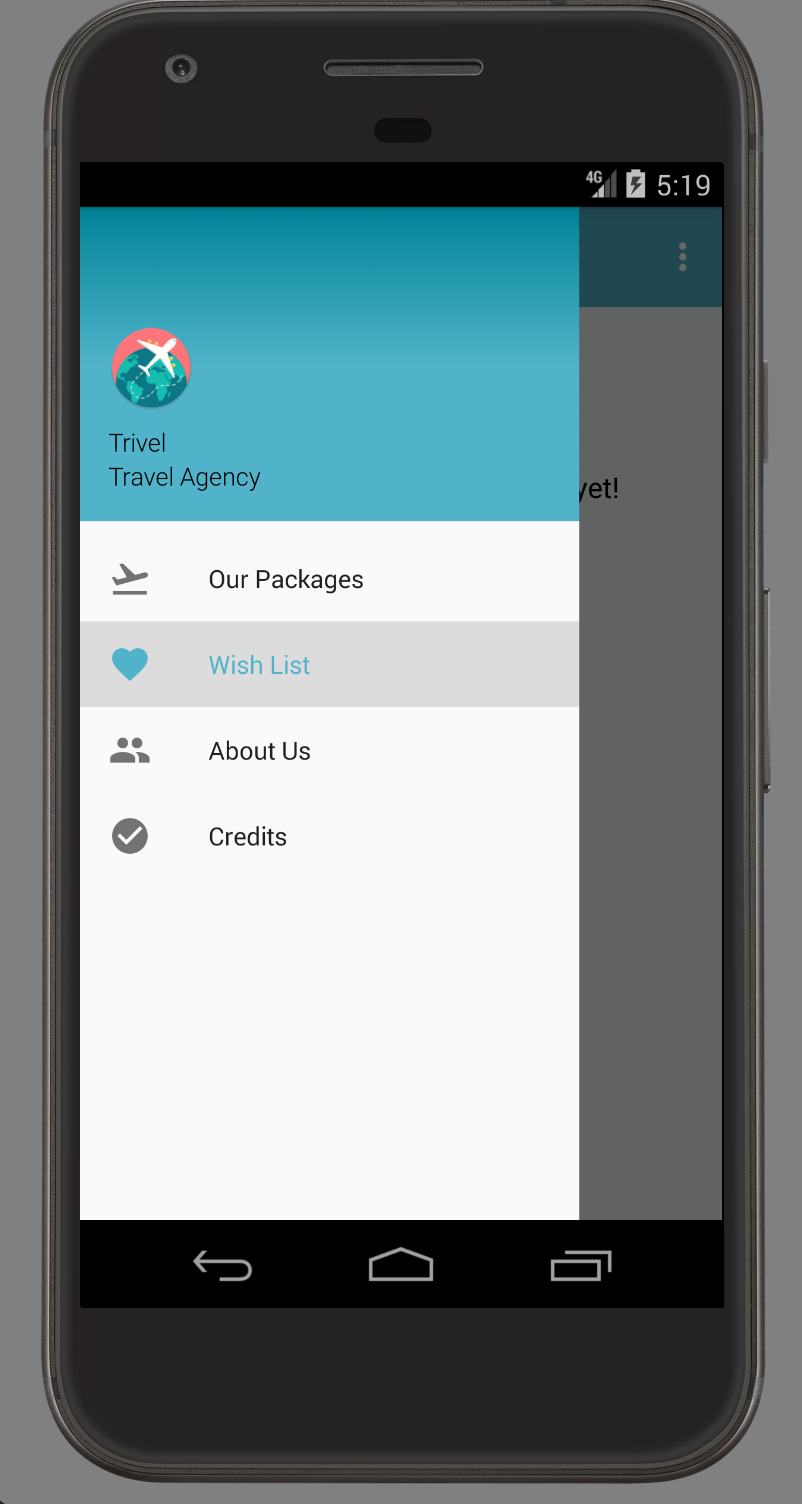 4G 5:19
Trivel
Travel Agency
yet!
Our Packages
Wish List
About Us
Credits